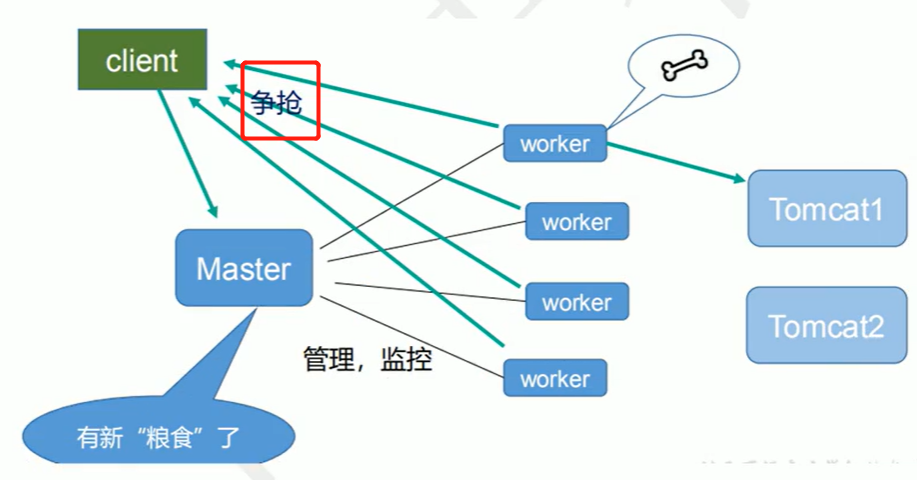 client
争抢
worker
Tomcat1
worker
Master
worker
Tomcat2
管理，监控
worker
有新“粮食”了